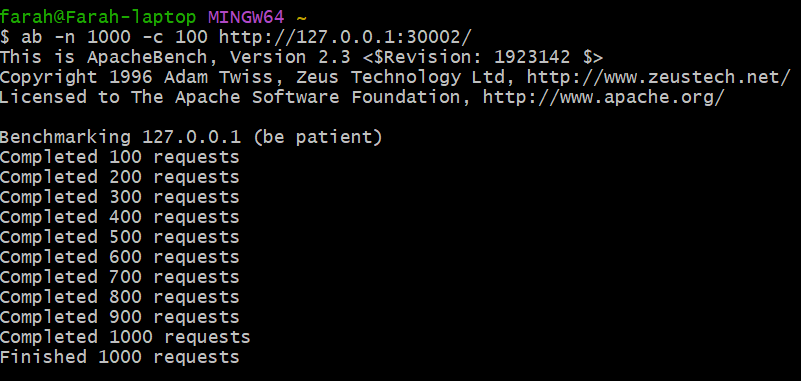 farah@Farah-laptop MINGW64 ~
$ ab -n 1000 -c 100 http://127.0.0.1:30002/
This is ApacheBench, Version 2.3 <$Revision: 1923142 $>
Copyright 1996 Adam Twiss, Zeus Technology Ltd, http://www.zeustech.net/
Licensed to The Apache Software Foundation, http://www.apache.org/

Benchmarking 127.0.0.1 (be patient)
Completed 100 requests
Completed 200 requests
Completed 300 requests
Completed 400 requests
Completed 500 requests
Completed 600 requests
Completed 700 requests
Completed 800 requests
Completed 900 requests
Completed 1000 requests
Finished 1000 requests